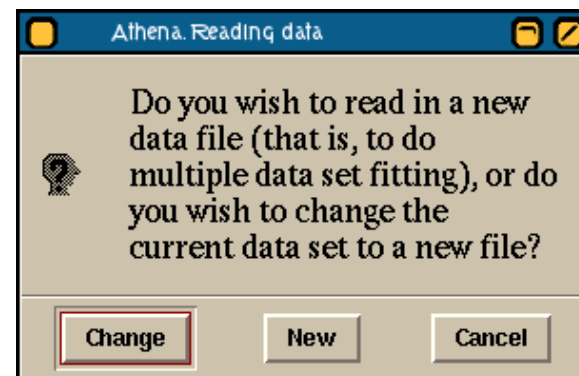 Athena. Reading data
Do you wish to read in a new
data file (that is, to do
multiple data set fitting), or do
you wish to change the
current data set to a new file?
Change New Cancel